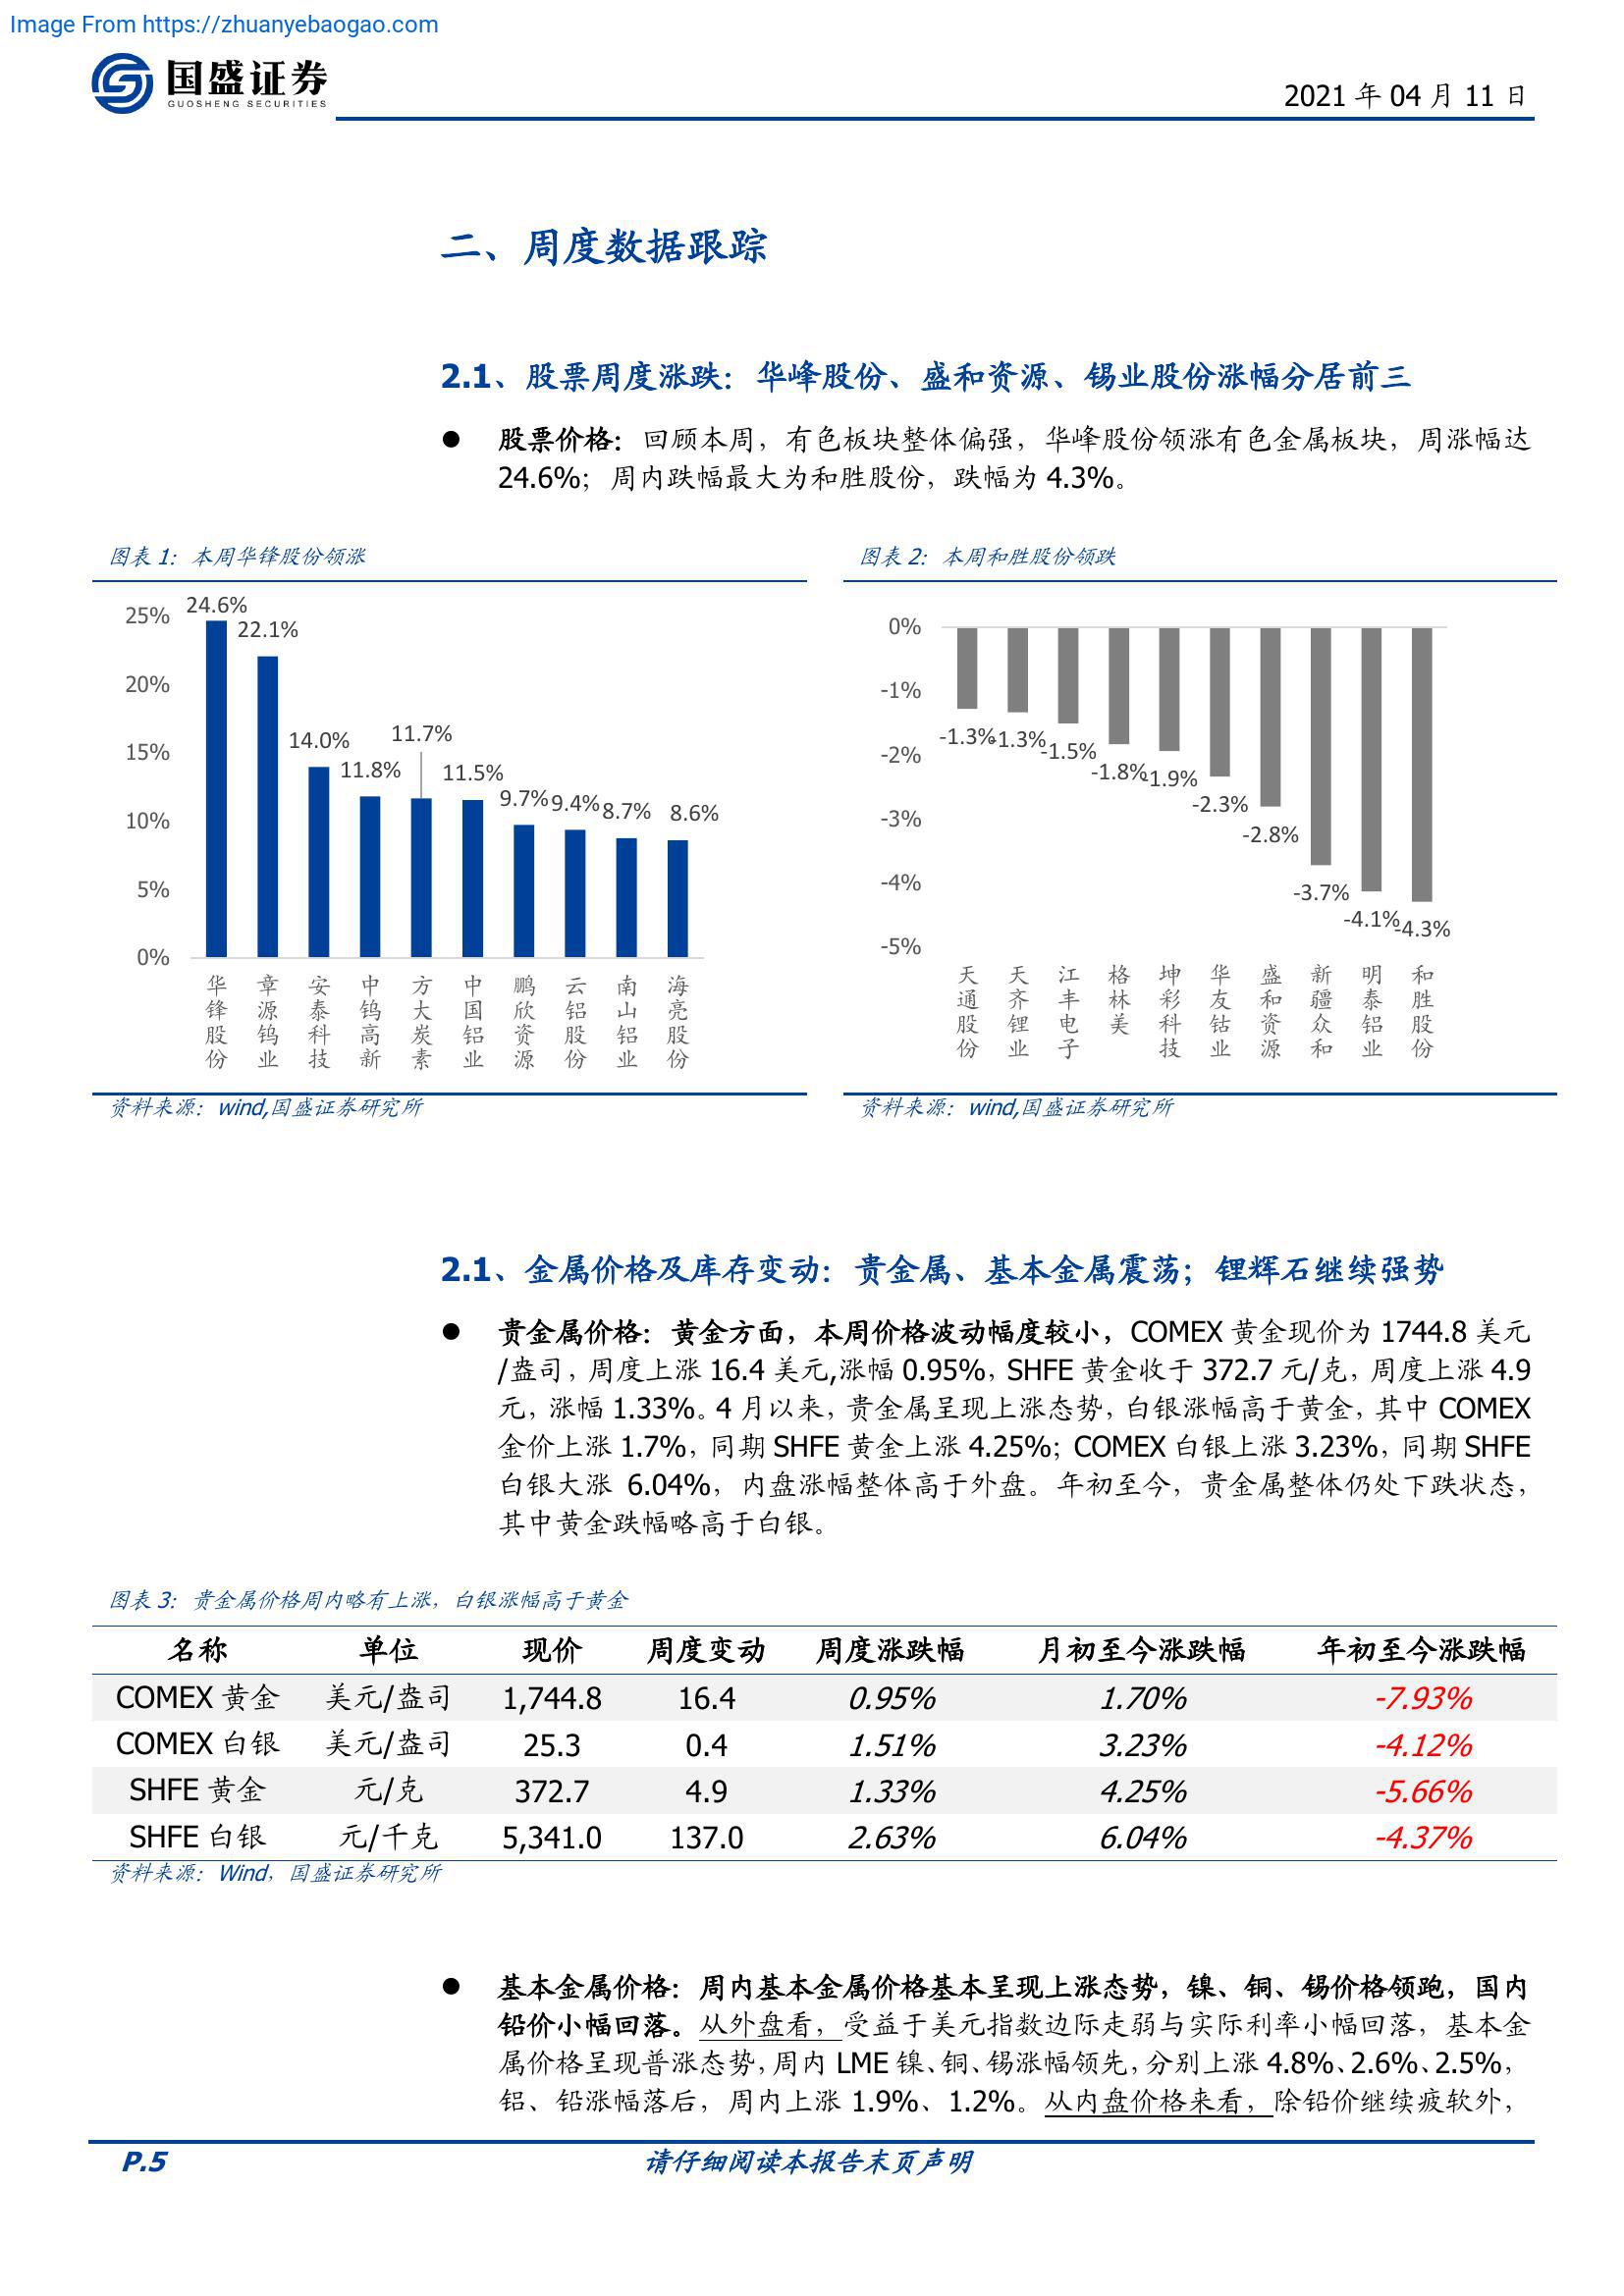 Image From https://zhuanyebaogao.com
国盛证券
GUOSHENG SECURITIES
2021 年 04 月 11 日
二、周度数据跟踪
2.1、股票周度涨跌：华峰股份、盛和资源、锡业股份涨幅分居前三
● 股票价格：回顾本周，有色板块整体偏强，华峰股份领涨有色金属板块，周涨幅达
24.6%；周内跌幅最大为和胜股份，跌幅为 4.3%。
图表 1：本周华锋股份领涨
25%
20%
15%
10%
5%
0%
24.6%
22.1%
14.0%
11.8%
11.7%
11.5%
9.7%
9.4%
8.7%
8.6%
华锋股份
章源钨业
安泰科技
中钨高新
方大炭素
中国铝业
鹏欣资源
云铝股份
南山铝业
海亮股份
资料来源：wind,国盛证券研究所
图表 2：本周和胜股份领跌
0%
-1%
-2%
-3%
-4%
-5%
-1.3%
-1.3%
-1.5%
-1.8%
-1.9%
-2.3%
-2.8%
-3.7%
-4.1%
-4.3%
天通股份
天齐锂业
江丰电子
格林美
坤彩科技
华友钴业
盛和资源
新疆众和
明泰铝业
和胜股份
资料来源：wind,国盛证券研究所
2.1、金属价格及库存变动：贵金属、基本金属震荡；锂辉石继续强势
● 贵金属价格：黄金方面，本周价格波动幅度较小，COMEX 黄金现价为 1744.8 美元
/盎司，周度上涨 16.4 美元,涨幅 0.95%，SHFE 黄金收于 372.7 元/克，周度上涨 4.9
元，涨幅 1.33%。4 月以来，贵金属呈现上涨态势，白银涨幅高于黄金，其中 COMEX
金价上涨 1.7%，同期 SHFE 黄金上涨 4.25%；COMEX 白银上涨 3.23%，同期 SHFE
白银大涨 6.04%，内盘涨幅整体高于外盘。年初至今，贵金属整体仍处下跌状态，
其中黄金跌幅略高于白银。
图表 3：贵金属价格周内略有上涨，白银涨幅高于黄金
名称 单位 现价 周度变动 周度涨跌幅 月初至今涨跌幅 年初至今涨跌幅
COMEX 黄金 美元/盎司 1,744.8 16.4 0.95% 1.70% -7.93%
COMEX 白银 美元/盎司 25.3 0.4 1.51% 3.23% -4.12%
SHFE 黄金 元/克 372.7 4.9 1.33% 4.25% -5.66%
SHFE 白银 元/千克 5,341.0 137.0 2.63% 6.04% -4.37%
资料来源：Wind，国盛证券研究所
● 基本金属价格：周内基本金属价格基本呈现上涨态势，镍、铜、锡价格领跑，国内
铅价小幅回落。从外盘看，受益于美元指数边际走弱与实际利率小幅回落，基本金
属价格呈现普涨态势，周内 LME 镍、铜、锡涨幅领先，分别上涨 4.8%、2.6%、2.5%，
铝、铅涨幅落后，周内上涨 1.9%、1.2%。从内盘价格来看，除铅价继续疲软外，
P.5
请仔细阅读本报告末页声明